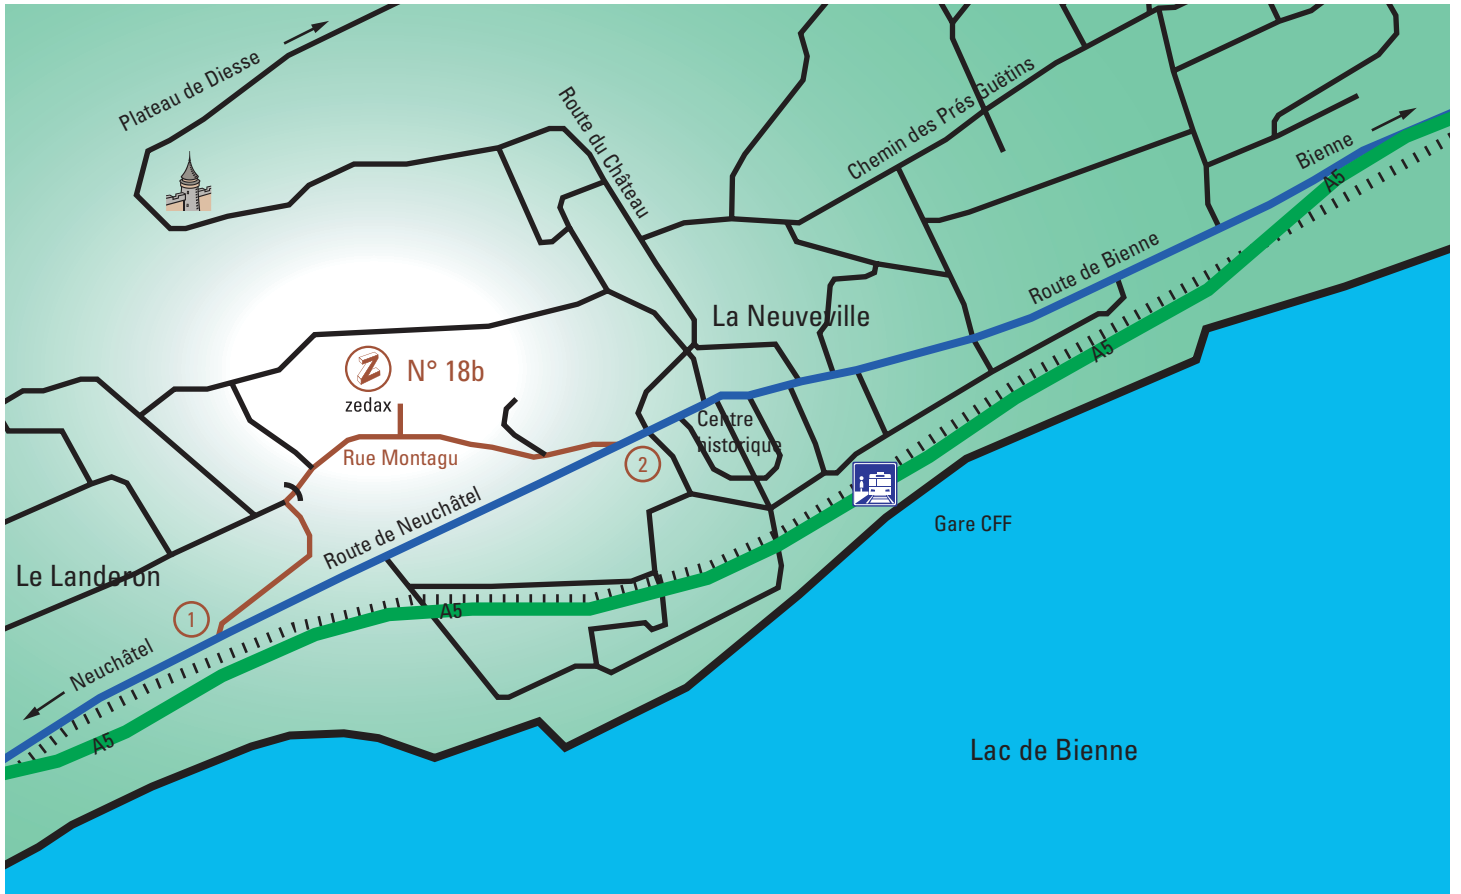 Plateau de Diesse
Route du Château
Chemin des Prés Guëtins
Bienne
A5
Route de Bienne
La Neuveville
A5
Z
N° 18b
zedax
Centre
historique
Rue Montagu
2
Route de Neuchâtel
Gare CFF
Le Landeron
1
A5
Neuchâtel
A5
Lac de Bienne